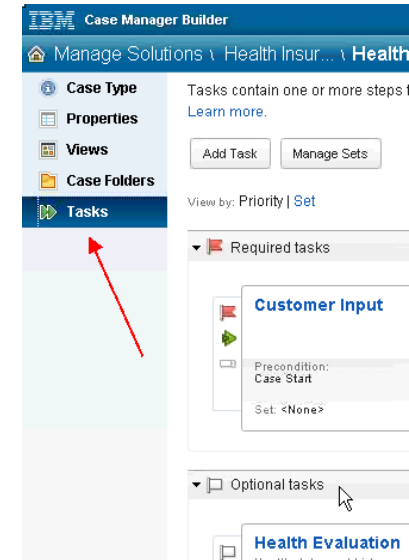 IBM Case Manager Builder
Manage Solutions \ Health Insur... \ Health
Case Type
Properties
Views
Case Folders
Tasks
Tasks contain one or more steps
Learn more.
Add Task
Manage Sets
View by: Priority | Set
Required tasks
Customer Input
Precondition:
Case Start
Set: <None>
Optional tasks
Health Evaluation